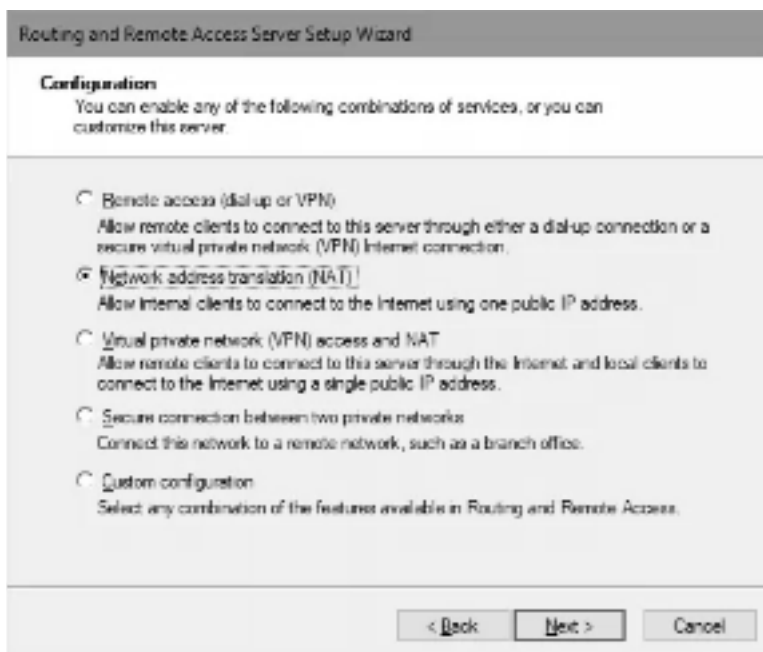 Routing and Remote Access Server Setup Wizard
Configuration
You can enable any of the following combinations of services, or you can
customize this server.
Remote access (dial-up or VPN)
Allow remote clients to connect to this server through either a dial-up connection or a
secure virtual private network (VPN) Internet connection.
Network address translation (NAT)
Allow internal clients to connect to the Internet using one public IP address.
Virtual private network (VPN) access and NAT
Allow remote clients to connect to this server through the Internet and local clients to
connect to the Internet using a single public IP address.
Secure connection between two private networks
Connect this network to a remote network, such as a branch office.
Custom configuration
Select any combination of the features available in Routing and Remote Access.
< Back Next > Cancel